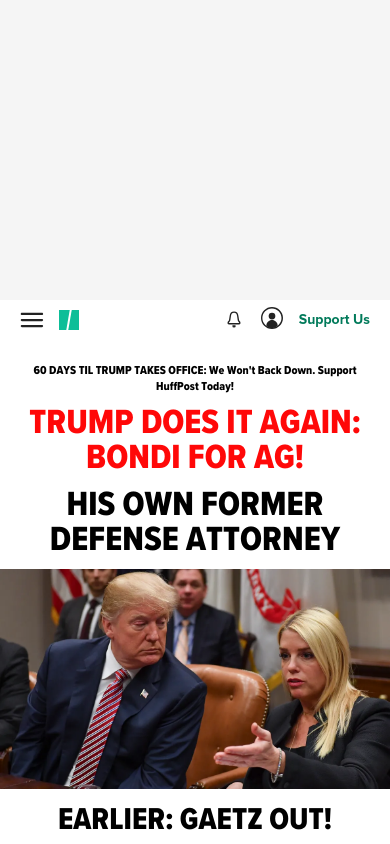 Support Us
60 DAYS TIL TRUMP TAKES OFFICE: We Won't Back Down. Support
HuffPost Today!
TRUMP DOES IT AGAIN:
BONDI FOR AG!
HIS OWN FORMER
DEFENSE ATTORNEY
EARLIER: GAETZ OUT!